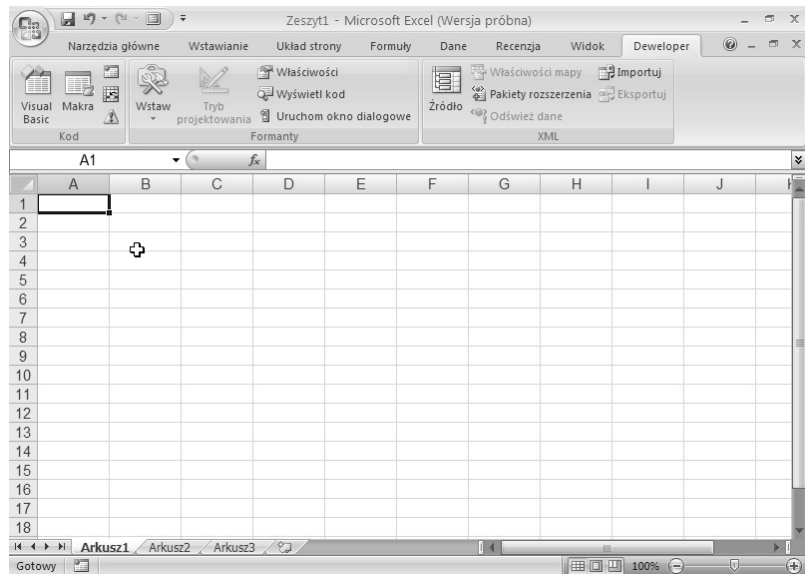 Zeszyt1 - Microsoft Excel (Wersja próbna)
Narzędzia główne Wstawianie Układ strony Formuły Dane Recenzja Widok Deweloper
Visual Basic
Makra
Kod
Wstaw
Tryb projektowania
Właściwości
Wyświetl kod
Uruchom okno dialogowe
Formanty
Źródło
Właściwości mapy
Pakiety rozszerzenia
Odśwież dane
Importuj
Eksportuj
XML
A1 fx
A B C D E F G H I J K
1
2
3
4
5
6
7
8
9
10
11
12
13
14
15
16
17
18
Arkusz1 Arkusz2 Arkusz3
Gotowy 100%